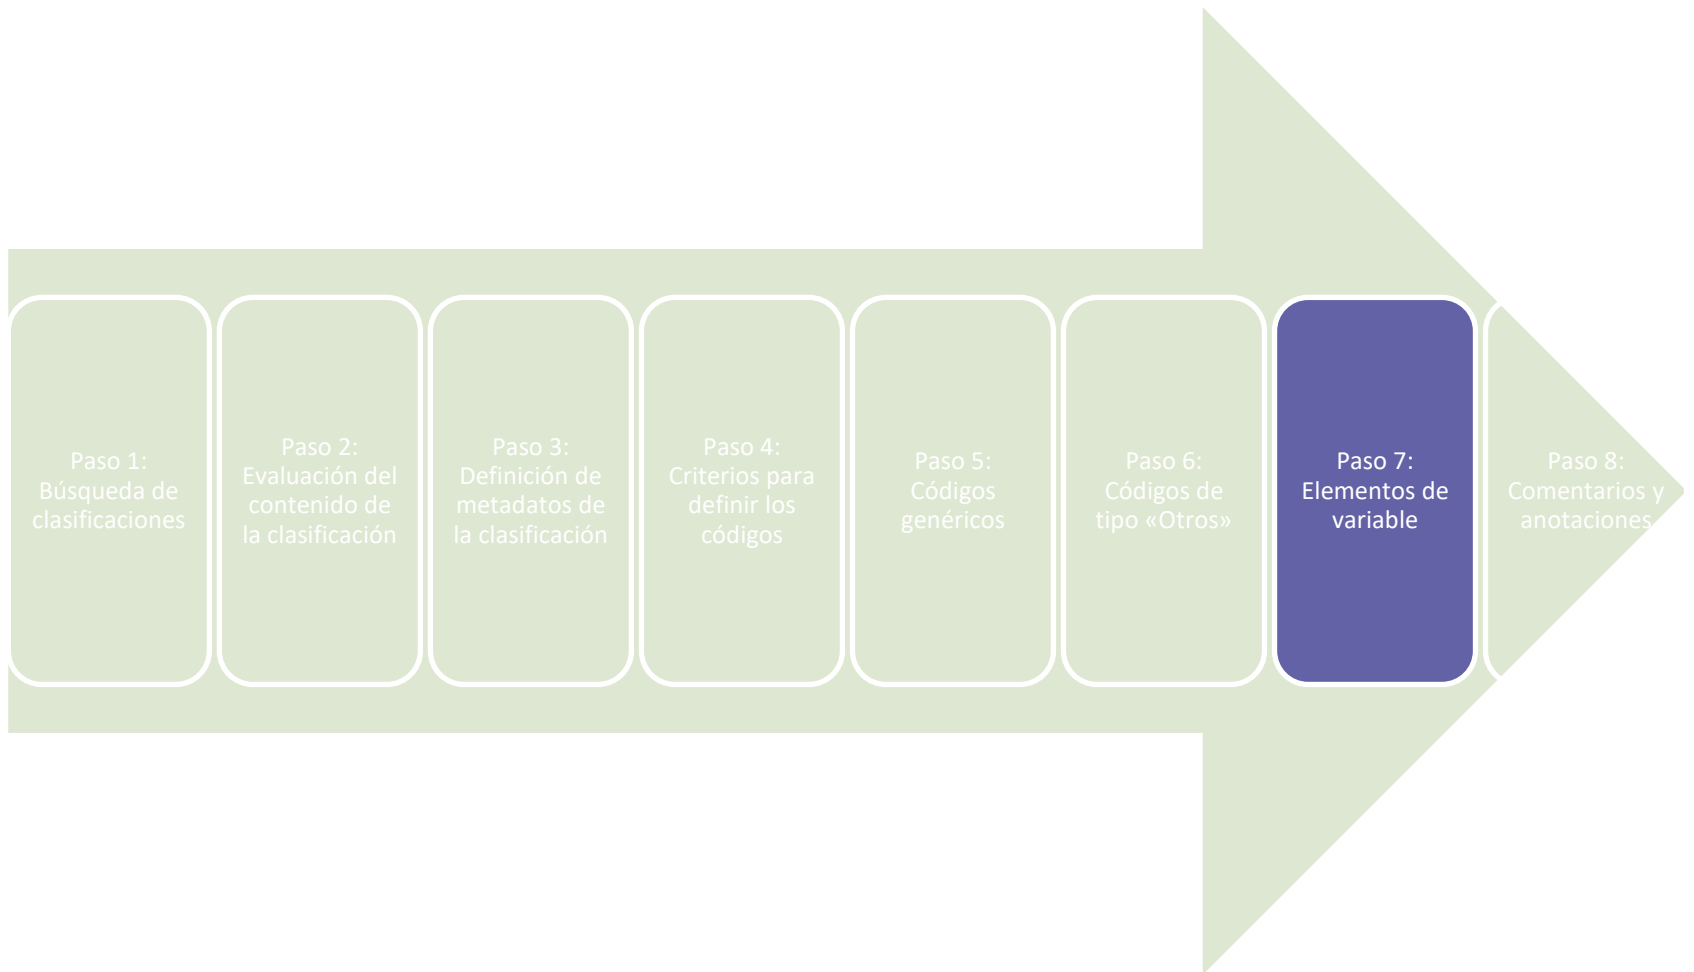 Paso 1:
Búsqueda de
clasificaciones
Paso 2:
Evaluación del
contenido de
la clasificación
Paso 3:
Definición de
metadatos de
la clasificación
Paso 4:
Criterios para
definir los
códigos
Paso 5:
Códigos
genéricos
Paso 6:
Códigos de
tipo «Otros»
Paso 7:
Elementos de
variable
Paso 8:
Comentarios y
anotaciones